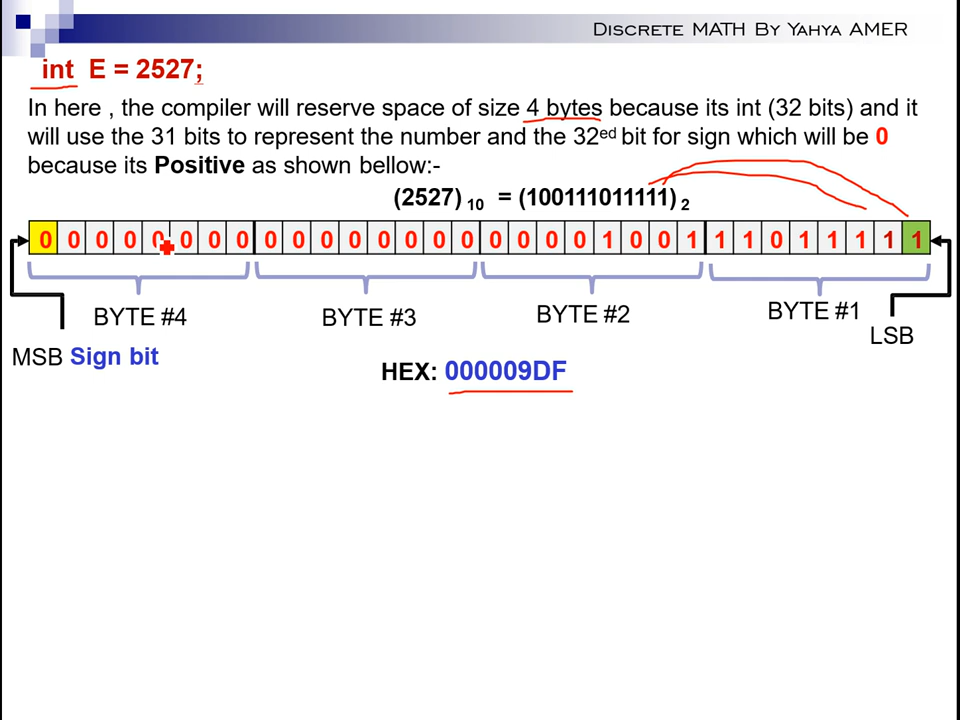 DISCRETE MATH BY YAHYA AMER
int E = 2527;
In here , the compiler will reserve space of size 4 bytes because its int (32 bits) and it
will use the 31 bits to represent the number and the 32ed bit for sign which will be 0
because its Positive as shown bellow:-
(2527) 10 = (100111011111) 2
0 0 0 0 0 0 0 0 0 0 0 0 0 0 0 0 0 0 0 0 1 0 0 1 1 1 0 1 1 1 1 1
BYTE #4 BYTE #3 BYTE #2 BYTE #1
LSB
MSB Sign bit
HEX: 000009DF